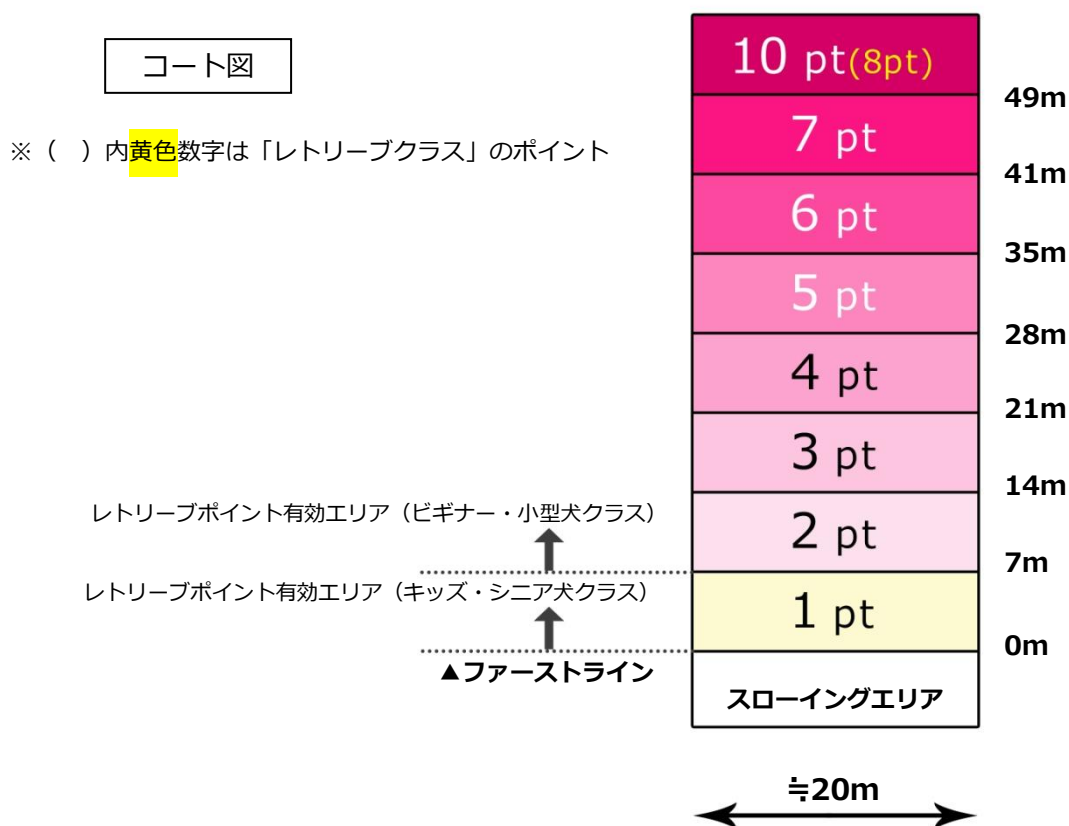 コート図
※（　）内黄色数字は「レトリーブクラス」のポイント
10 pt(8pt)
49m
7 pt
41m
6 pt
35m
5 pt
28m
4 pt
21m
3 pt
14m
レトリーブポイント有効エリア（ビギナー・小型犬クラス）
2 pt
7m
レトリーブポイント有効エリア（キッズ・シニア犬クラス）
1 pt
0m
▲ファーストライン
スローイングエリア
≒20m